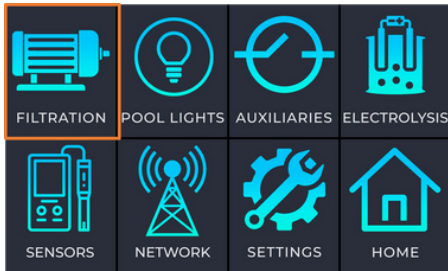 FILTRATION POOL LIGHTS AUXILIARIES ELECTROLYSIS
SENSORS NETWORK SETTINGS HOME